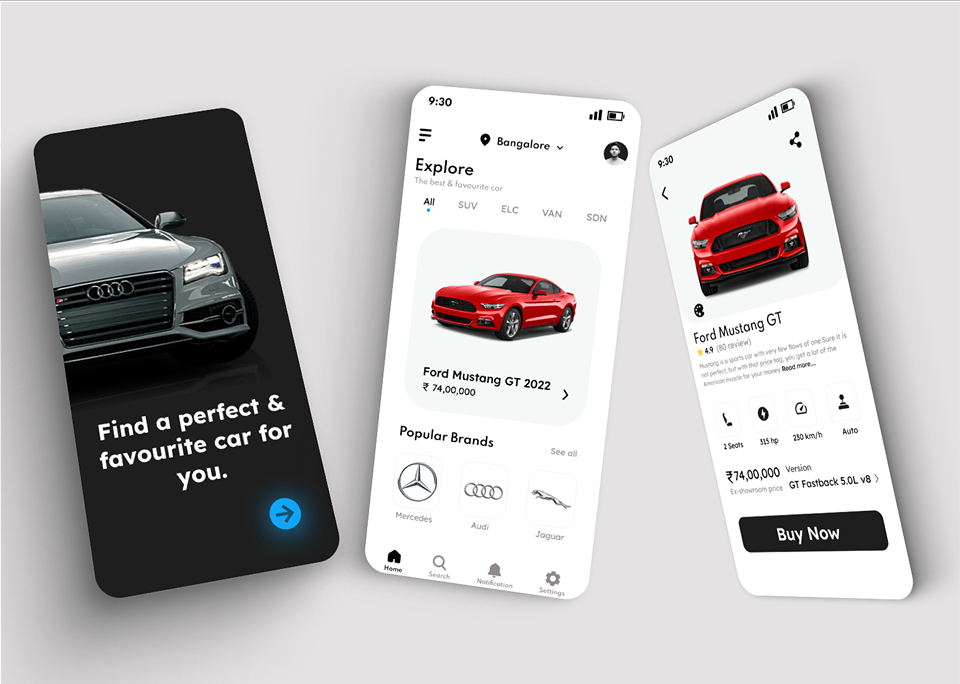 Find a perfect &
favourite car for
you.
9:30
Bangalore
Explore
The best & favourite car
All SUV ELC VAN SDN
Ford Mustang GT 2022
₹ 74,00,000
Popular Brands
See all
Mercedes
Audi
Jaguar
Home
Search
Notification
Settings
9:30
Ford Mustang GT
4.9 (80 review)
Mustang is a sports car with very few flaws of one.Sure it is
not perfect, but with that price tag, you get a lot of the
American muscle for your money Read more...
2 Seats
315 hp
230 km/h
Auto
₹74,00,000
Ex-showroom price
Version
GT Fastback 5.0L v8
Buy Now